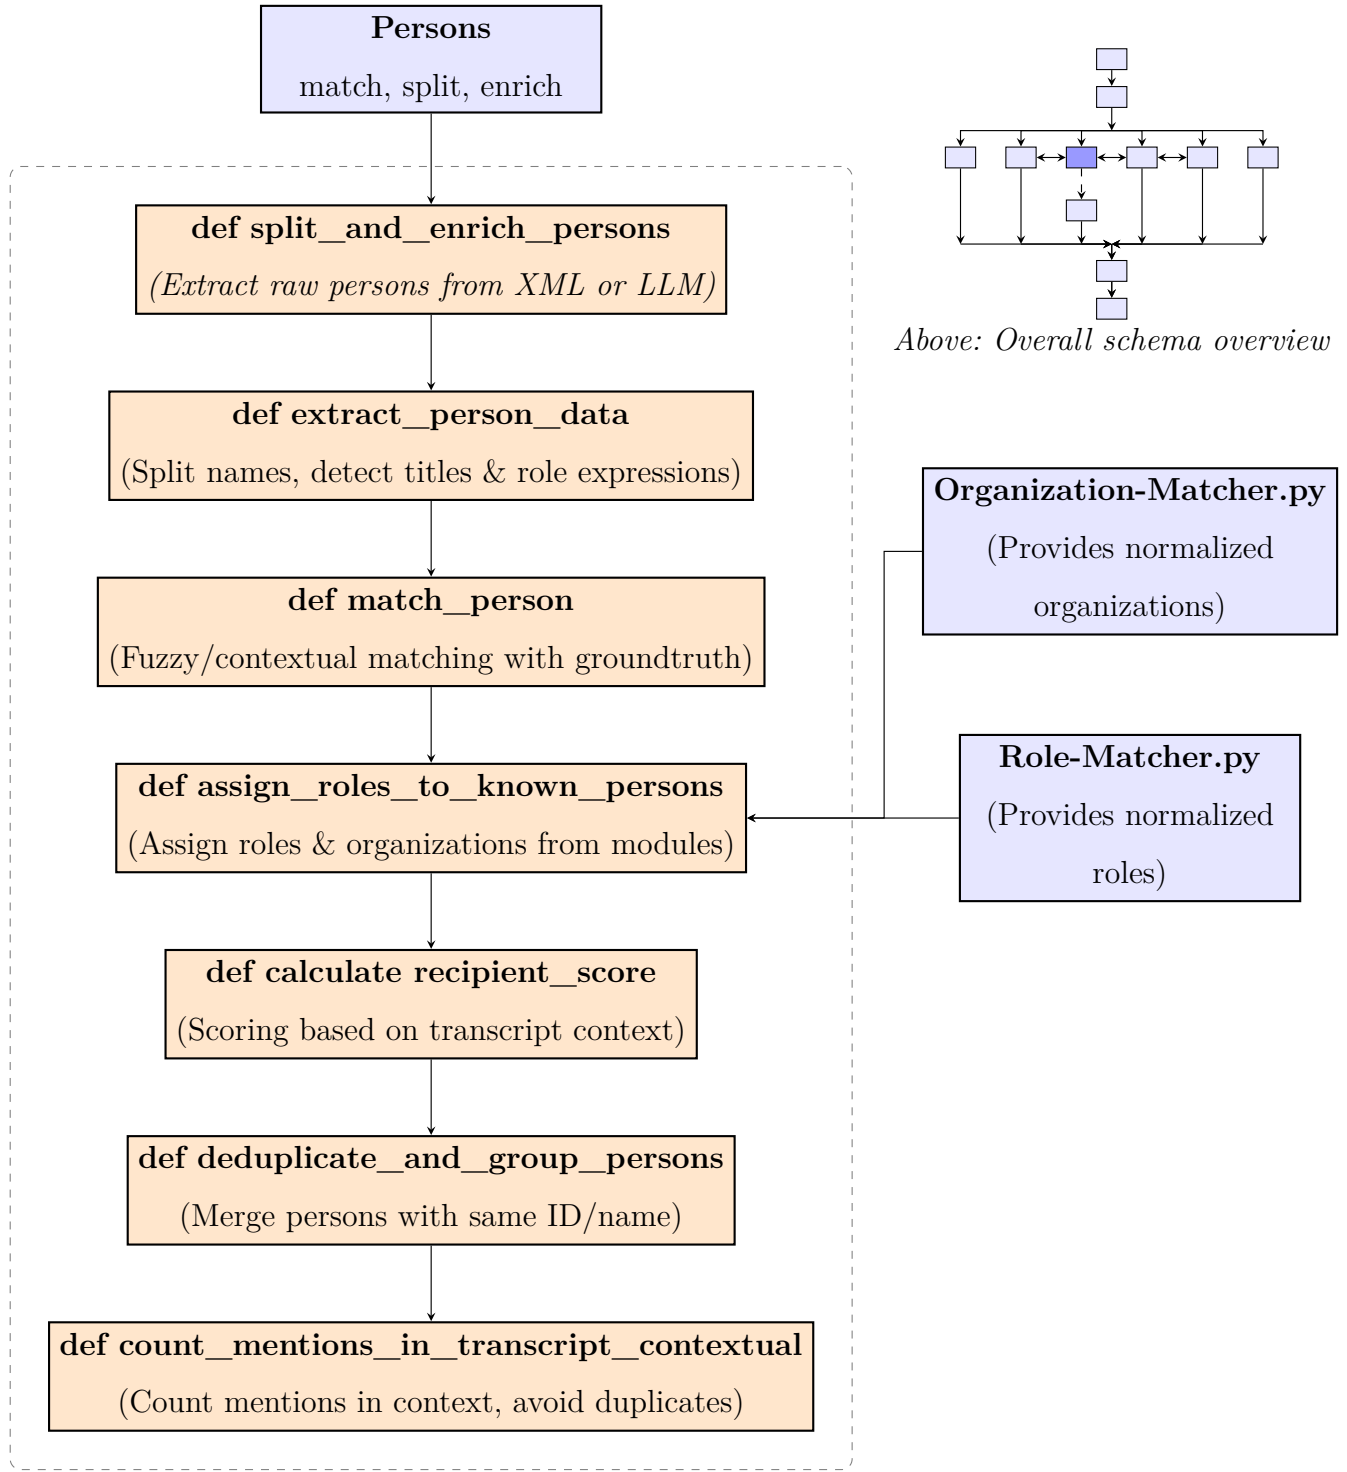 Persons
match, split, enrich
def split_and_enrich_persons
(Extract raw persons from XML or LLM)
Above: Overall schema overview
def extract_person_data
(Split names, detect titles & role expressions)
Organization-Matcher.py
(Provides normalized
organizations)
def match_person
(Fuzzy/contextual matching with groundtruth)
Role-Matcher.py
(Provides normalized
roles)
def assign_roles_to_known_persons
(Assign roles & organizations from modules)
def calculate recipient_score
(Scoring based on transcript context)
def deduplicate_and_group_persons
(Merge persons with same ID/name)
def count_mentions_in_transcript_contextual
(Count mentions in context, avoid duplicates)